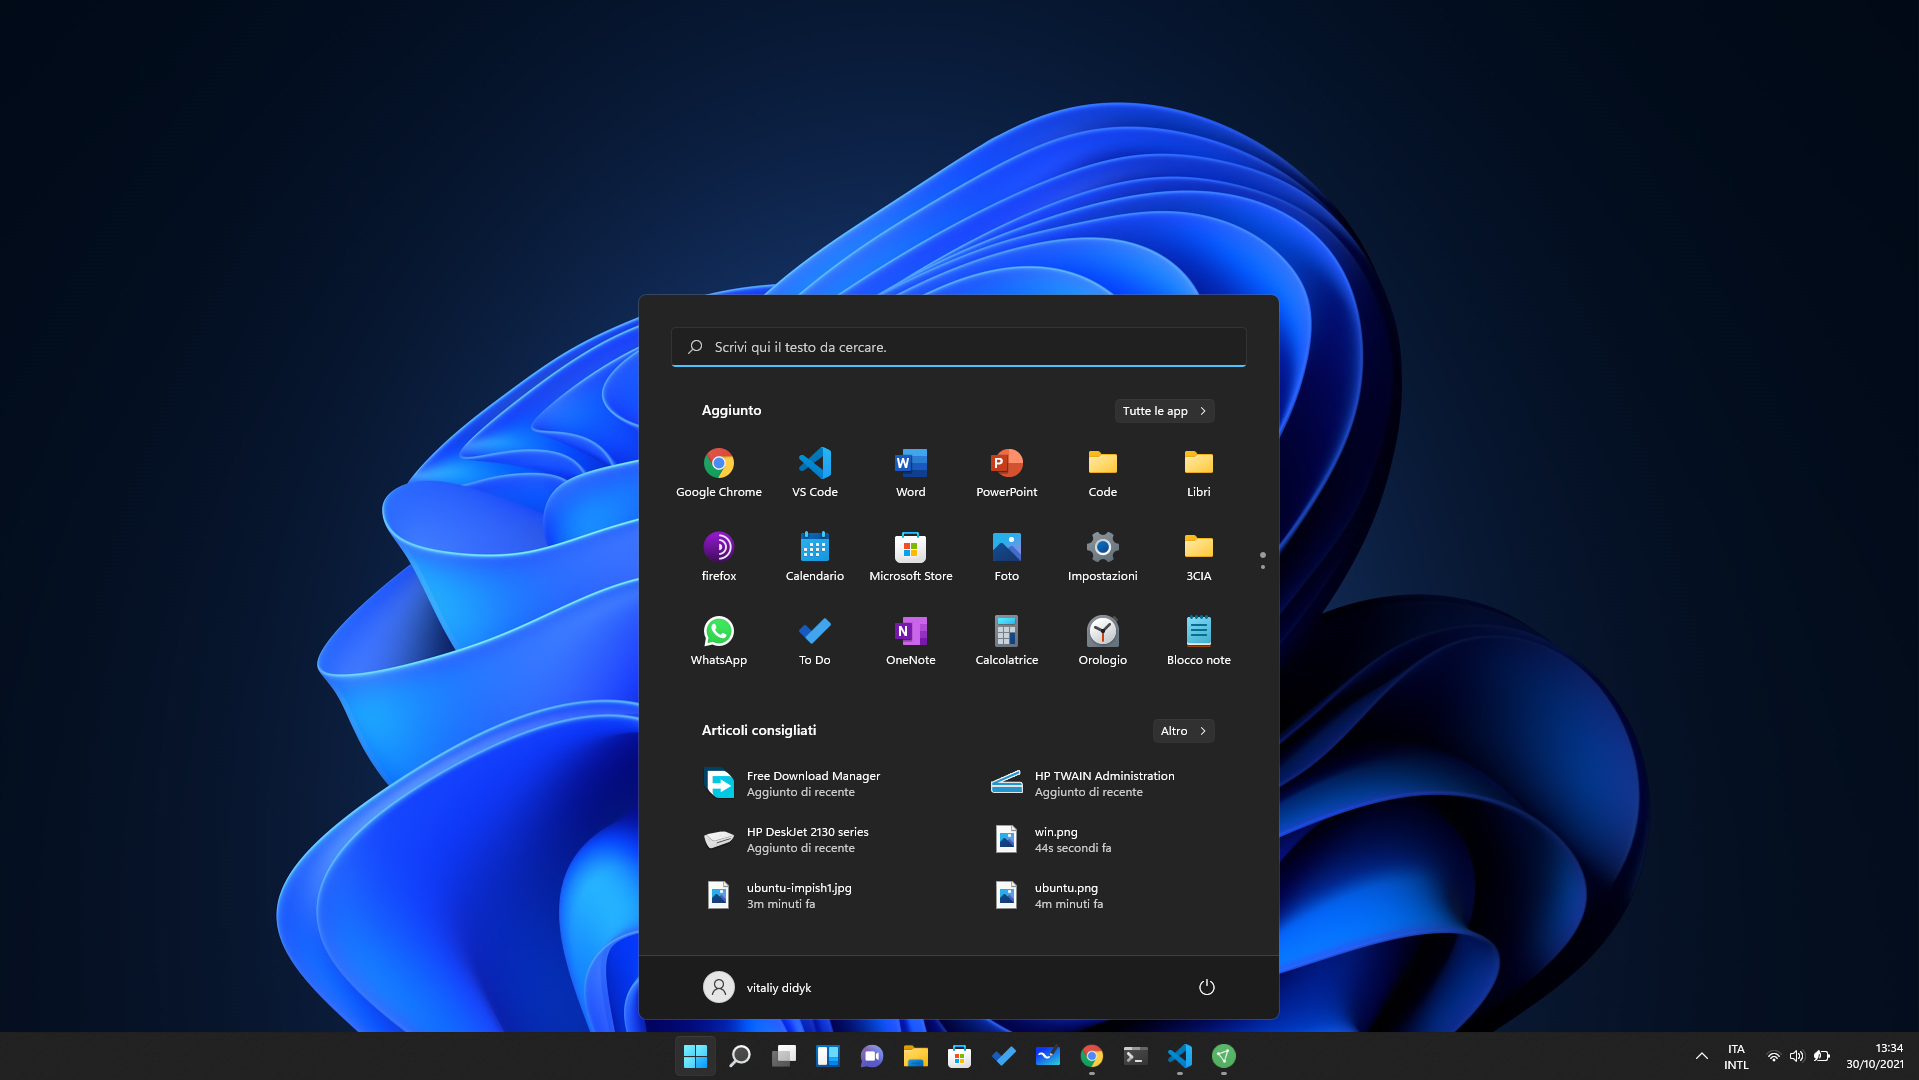 Scrivi qui il testo da cercare.
Aggiunto
Tutte le app
Google Chrome
VS Code
Word
PowerPoint
Code
Libri
firefox
Calendario
Microsoft Store
Foto
Impostazioni
3CIA
WhatsApp
To Do
OneNote
Calcolatrice
Orologio
Blocco note
Articoli consigliati
Altro
Free Download Manager
Aggiunto di recente
HP TWAIN Administration
Aggiunto di recente
HP DeskJet 2130 series
Aggiunto di recente
win.png
44s secondi fa
ubuntu-impish1.jpg
3m minuti fa
ubuntu.png
4m minuti fa
vitaliy didyk
ITA
INTL
13:34
30/10/2021